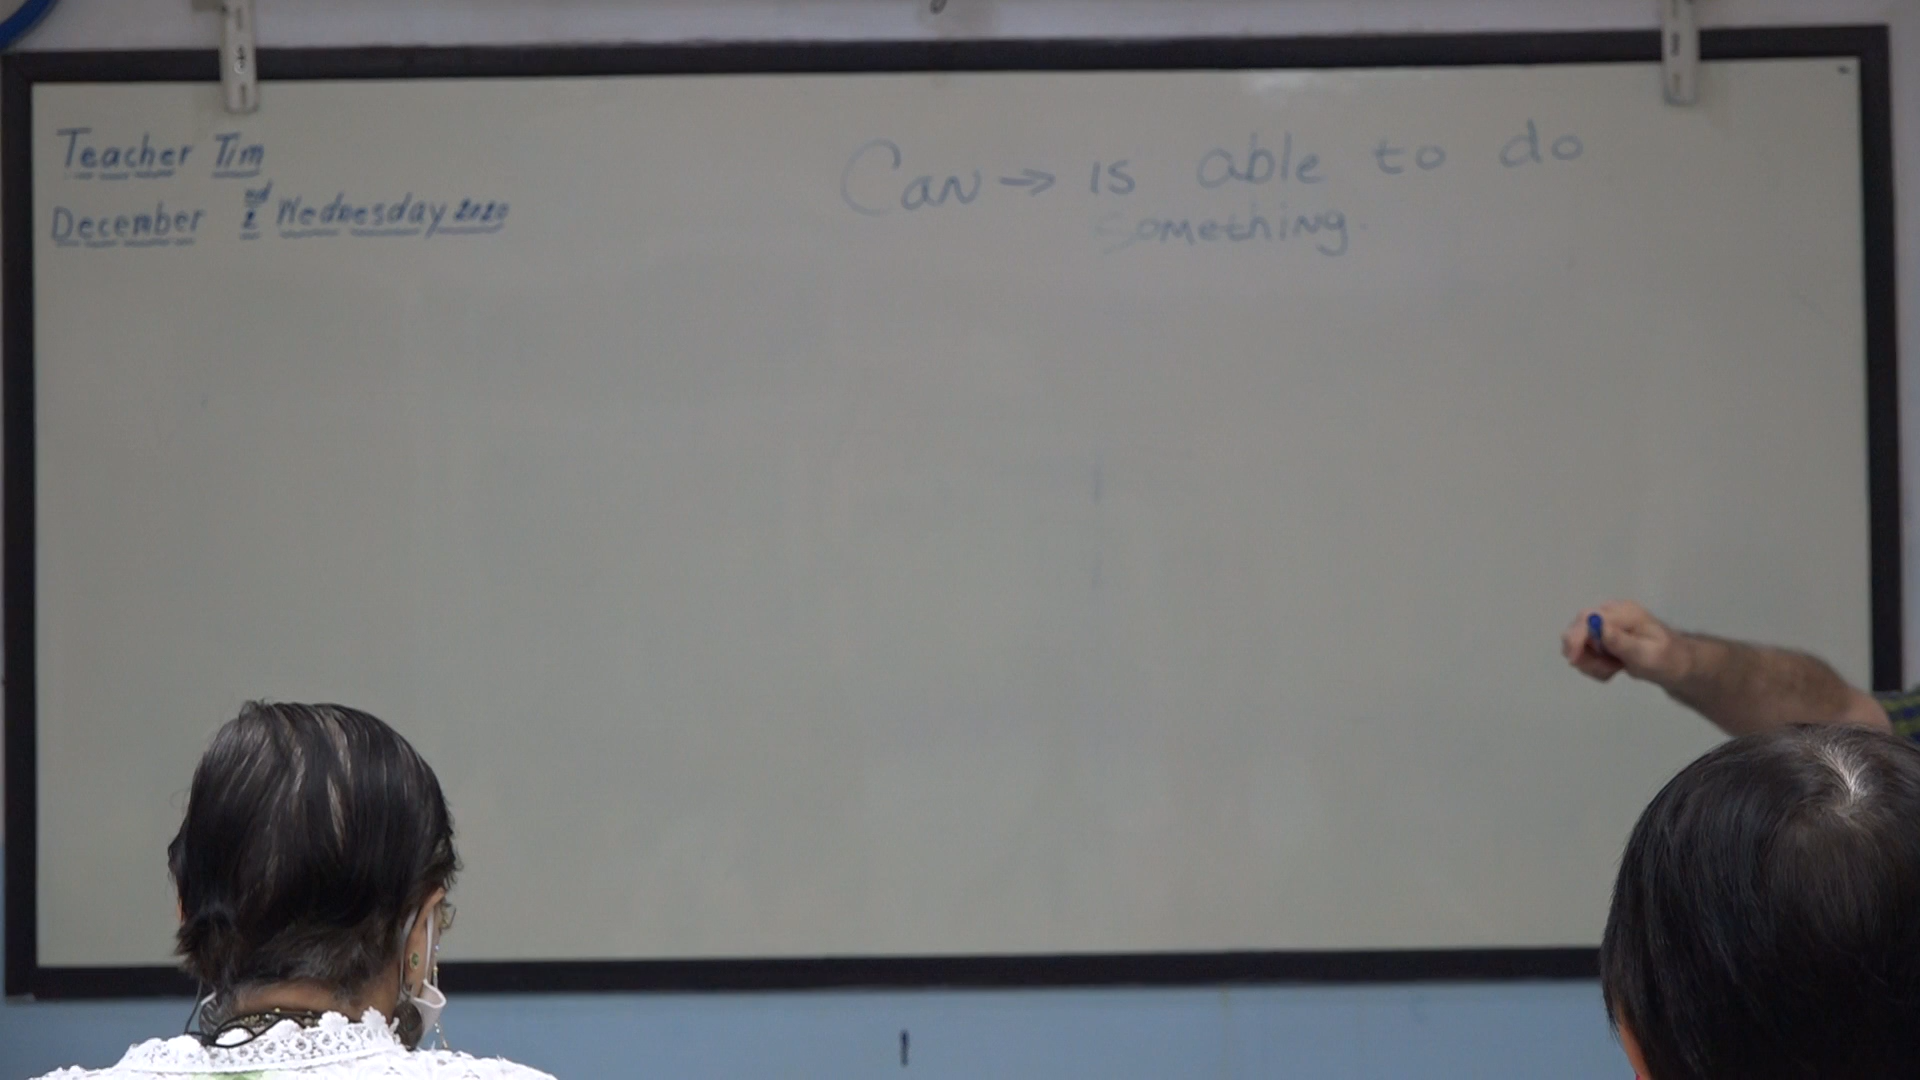 Teacher Tim
December 2nd Wednesday 2020
Can → is able to do
something.